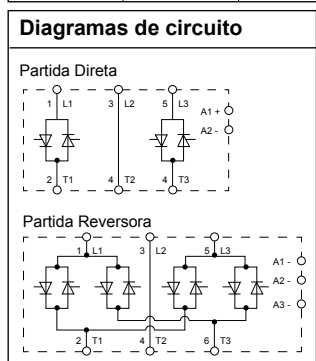 Diagramas de circuito
Partida Direta
1 L1 3 L2 5 L3
A1 +
A2 -
2 T1 4 T2 4 T3
Partida Reversora
1 L1 3 L2 5 L3
A1 -
A2 -
A3 -
2 T1 4 T2 6 T3